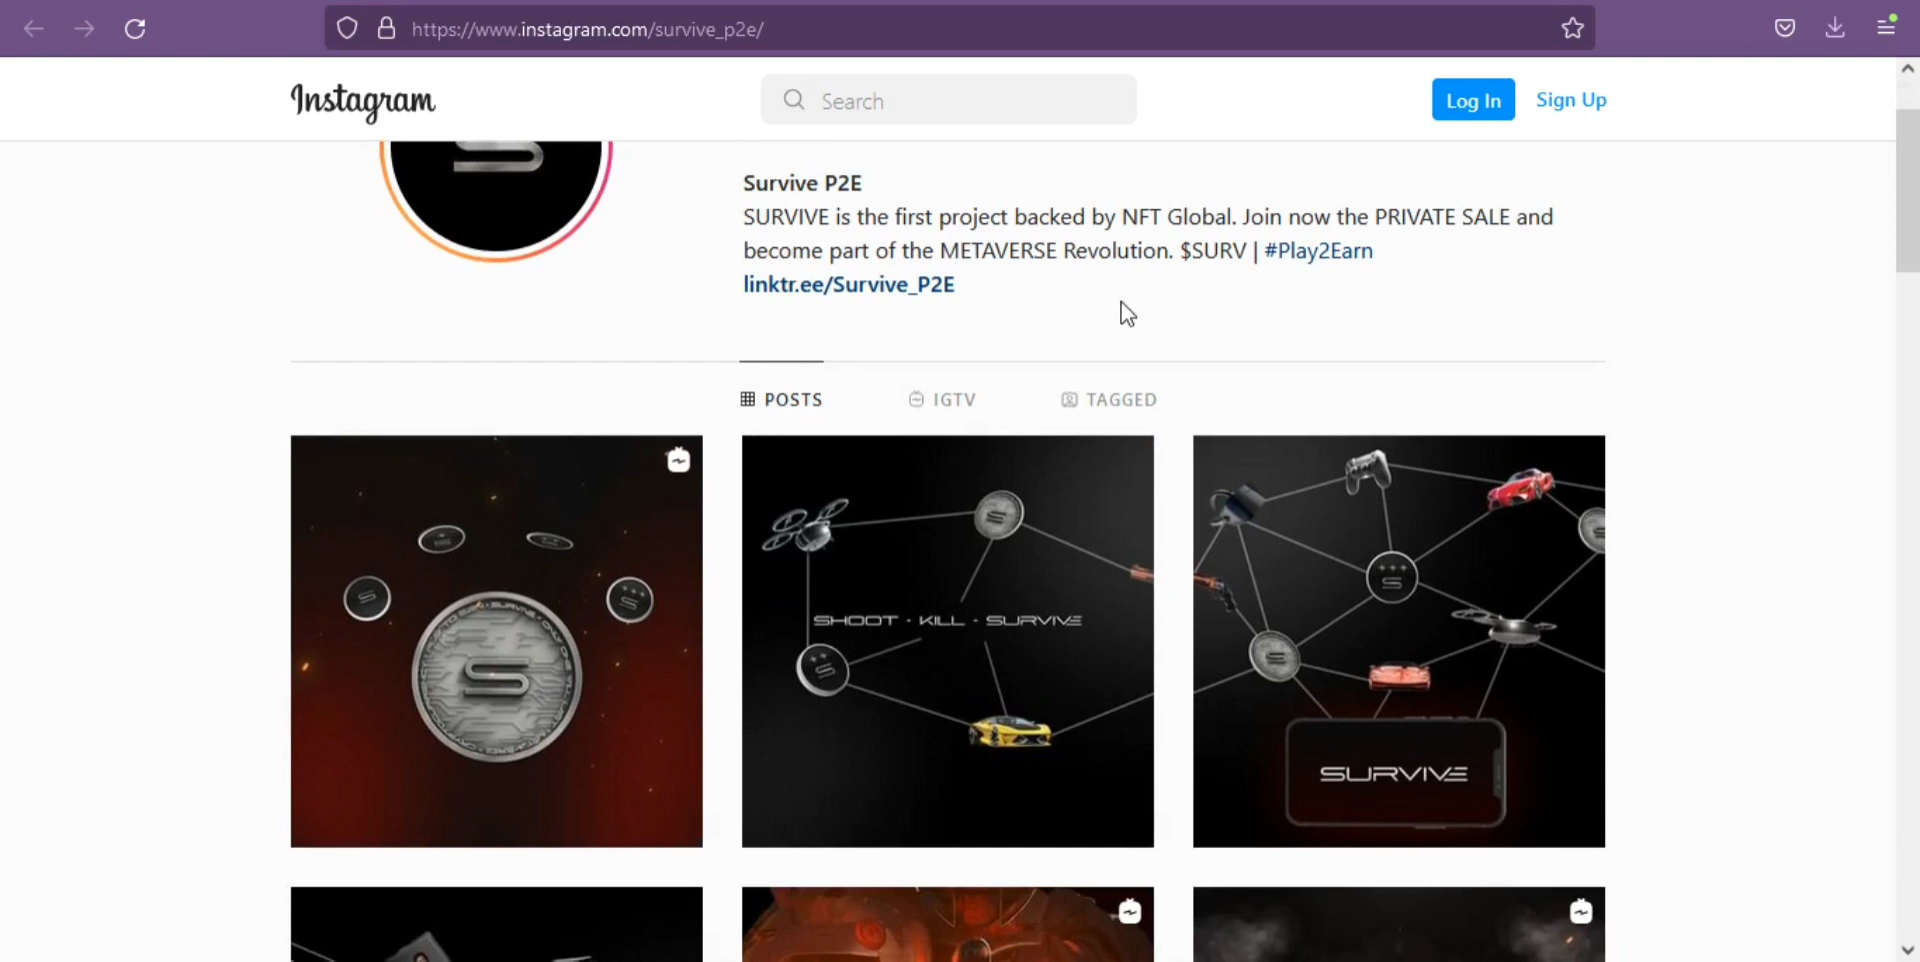 https://www.instagram.com/survive_p2e/
Instagram
Search
Log In
Sign Up
Survive P2E
SURVIVE is the first project backed by NFT Global. Join now the PRIVATE SALE and
become part of the METAVERSE Revolution. $SURV | #Play2Earn
linktr.ee/Survive_P2E
POSTS
IGTV
TAGGED
SHOOT - KILL - SURVIVE
SURVIVE